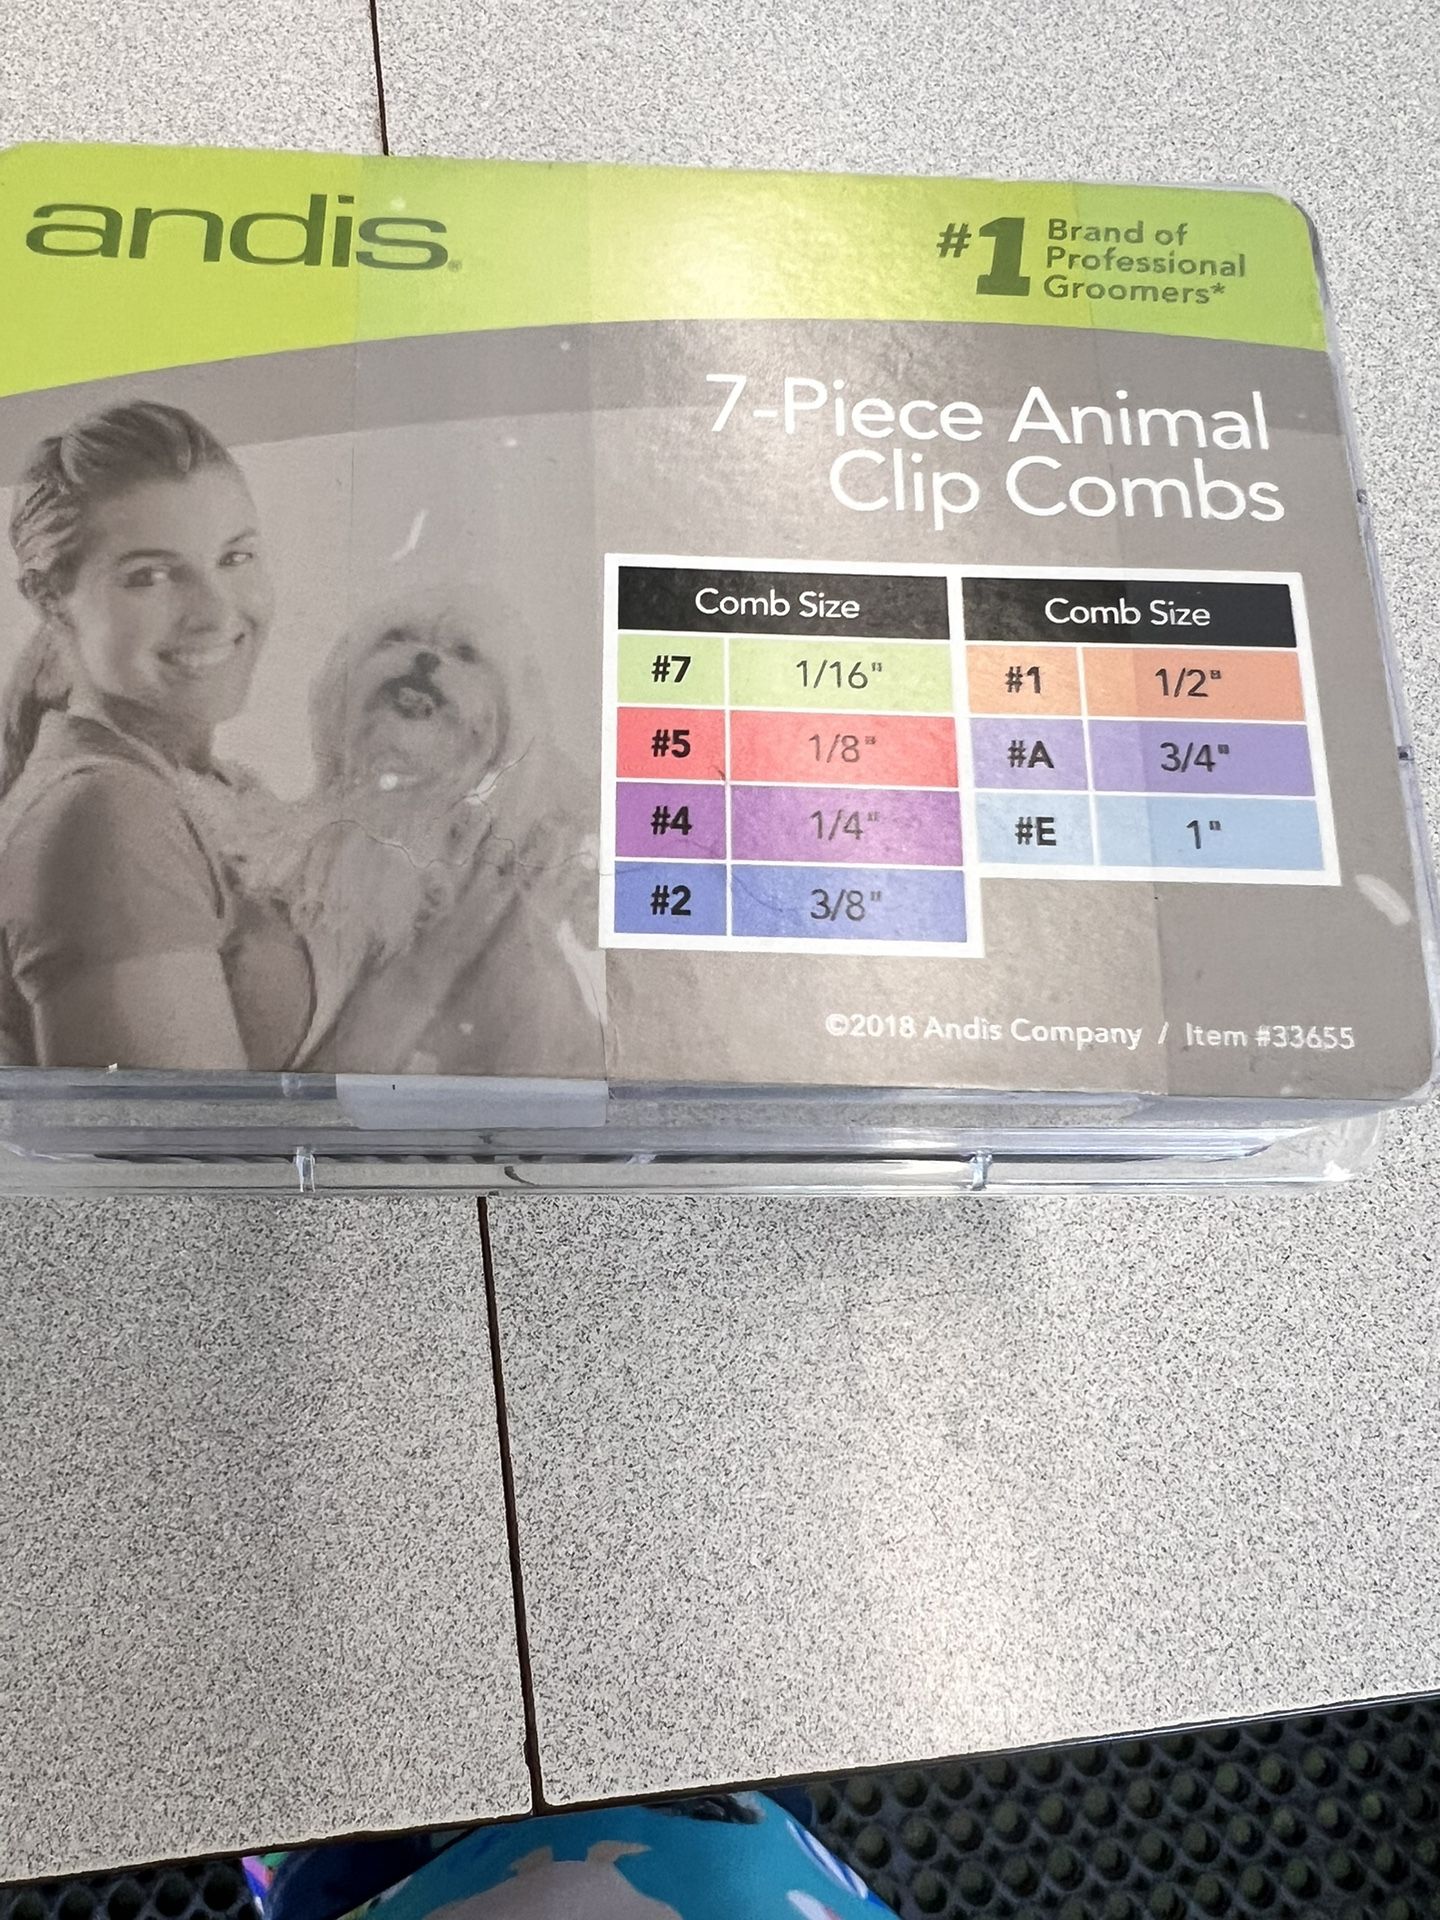 andis®
#1 Brand of
Professional
Groomers*
7-Piece Animal
Clip Combs
Comb Size
#7 1/16"
#5 1/8"
#4 1/4"
#2 3/8"
Comb Size
#1 1/2"
#A 3/4"
#E 1"
©2018 Andis Company / Item #33655